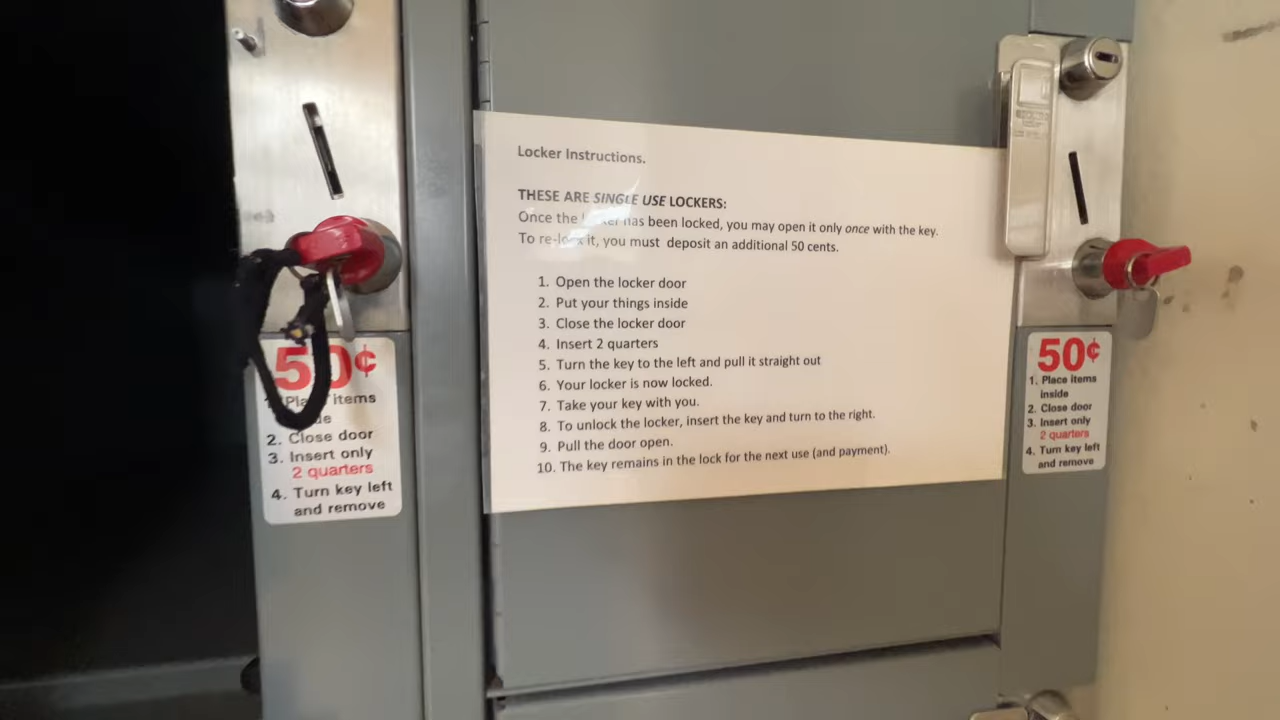 Locker Instructions.
THESE ARE SINGLE USE LOCKERS:
Once the has been locked, you may open it only once with the key.
To re-lock it, you must deposit an additional 50 cents.
1. Open the locker door
2. Put your things inside
3. Close the locker door
4. Insert 2 quarters
5. Turn the key to the left and pull it straight out
6. Your locker is now locked.
7. Take your key with you.
8. To unlock the locker, insert the key and turn to the right.
9. Pull the door open.
10. The key remains in the lock for the next use (and payment).
50¢
items
2. Close door
3. Insert only
2 quarters
4. Turn key left
and remove
50¢
1. Place items
inside
2. Close door
3. Insert only
2 quarters
4. Turn key left
and remove